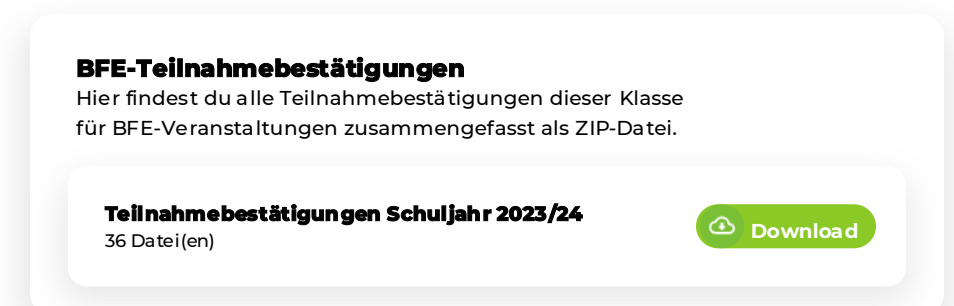 BFE-Teilnahmebestätigungen
Hier findest du alle Teilnahmebestätigungen dieser Klasse
für BFE-Veranstaltungen zusammengefasst als ZIP-Datei.
Teilnahmebestätigungen Schuljahr 2023/24
36 Datei(en)
Download